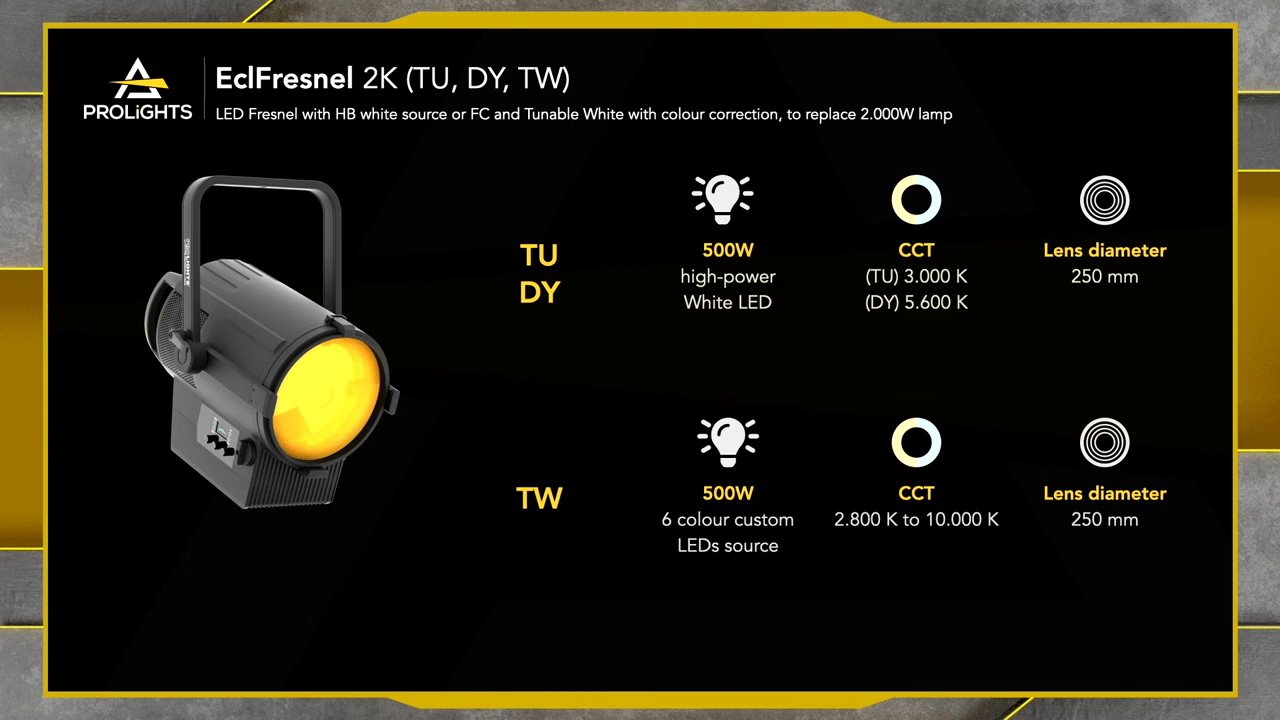 PROLiGHTS
EclFresnel 2K (TU, DY, TW)
LED Fresnel with HB white source or FC and Tunable White with colour correction, to replace 2.000W lamp
TU
DY
500W
high-power
White LED
CCT
(TU) 3.000 K
(DY) 5.600 K
Lens diameter
250 mm
TW
500W
6 colour custom
LEDs source
CCT
2.800 K to 10.000 K
Lens diameter
250 mm